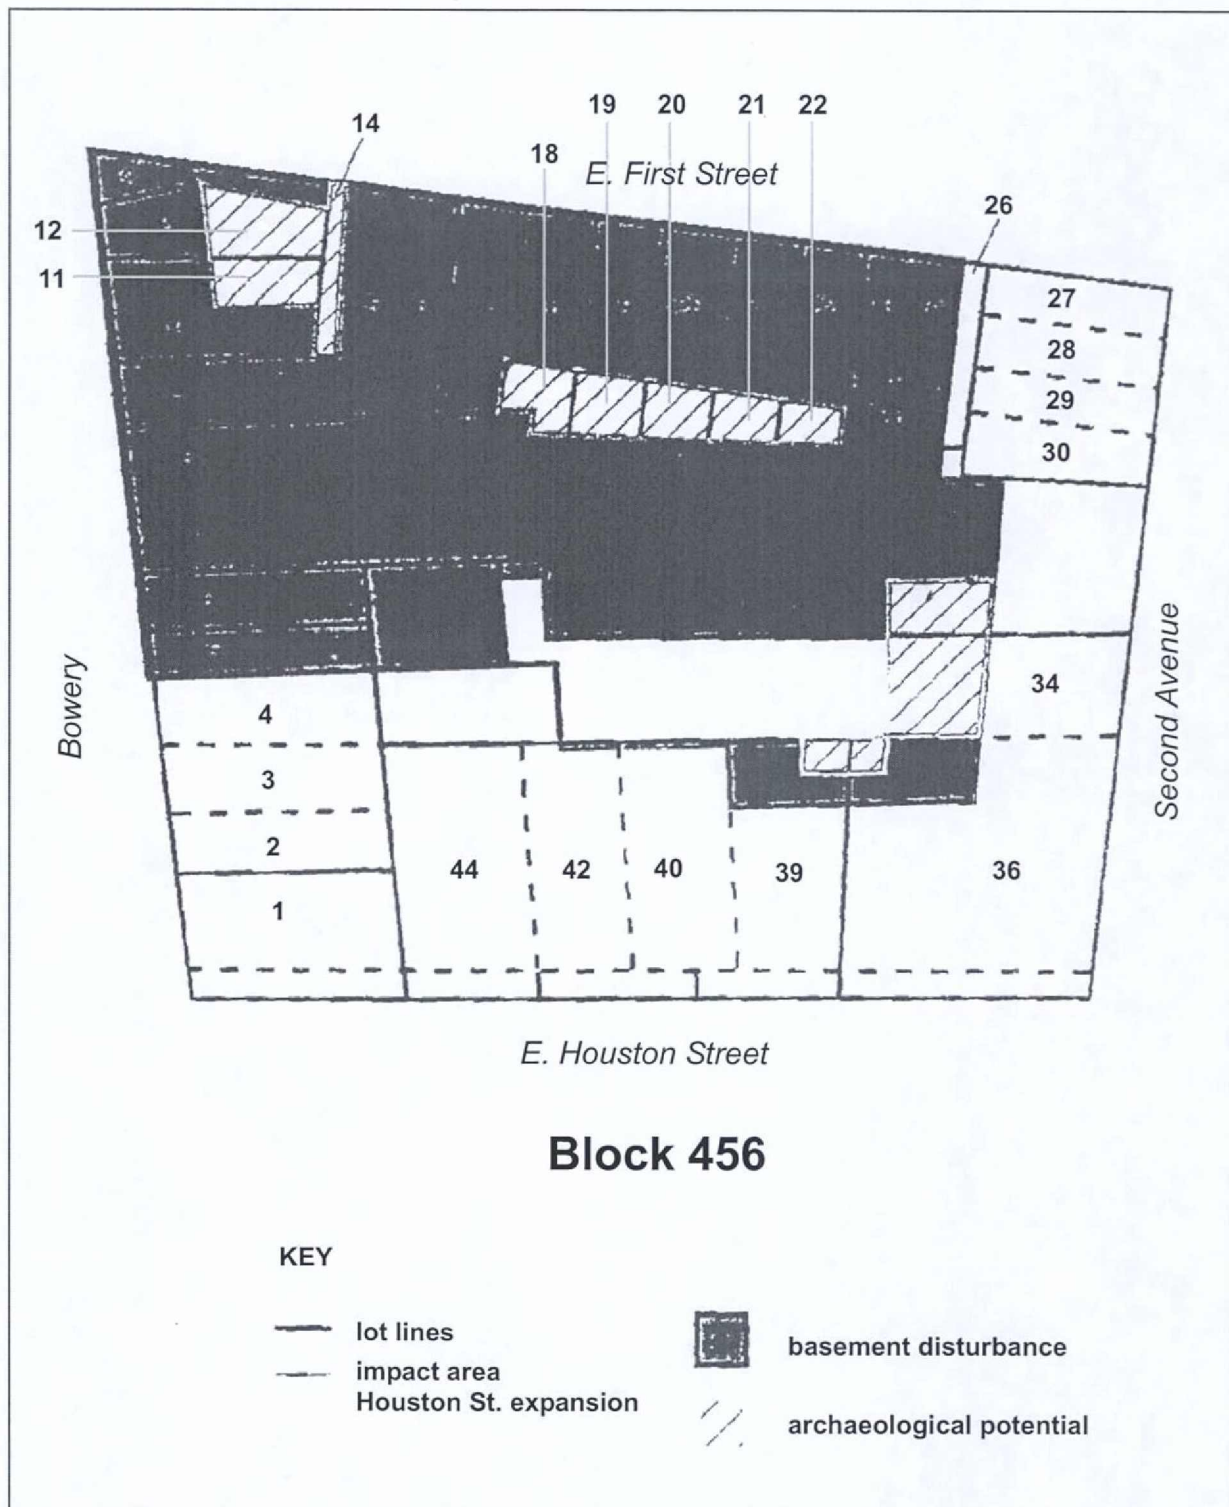 19 20 21 22
14
18
E. First Street
26
12
11
27
28
29
30
Bowery
Second Avenue
4
3
2
1
44
42
40
39
36
34
E. Houston Street
Block 456
KEY
lot lines
impact area
Houston St. expansion
basement disturbance
archaeological potential